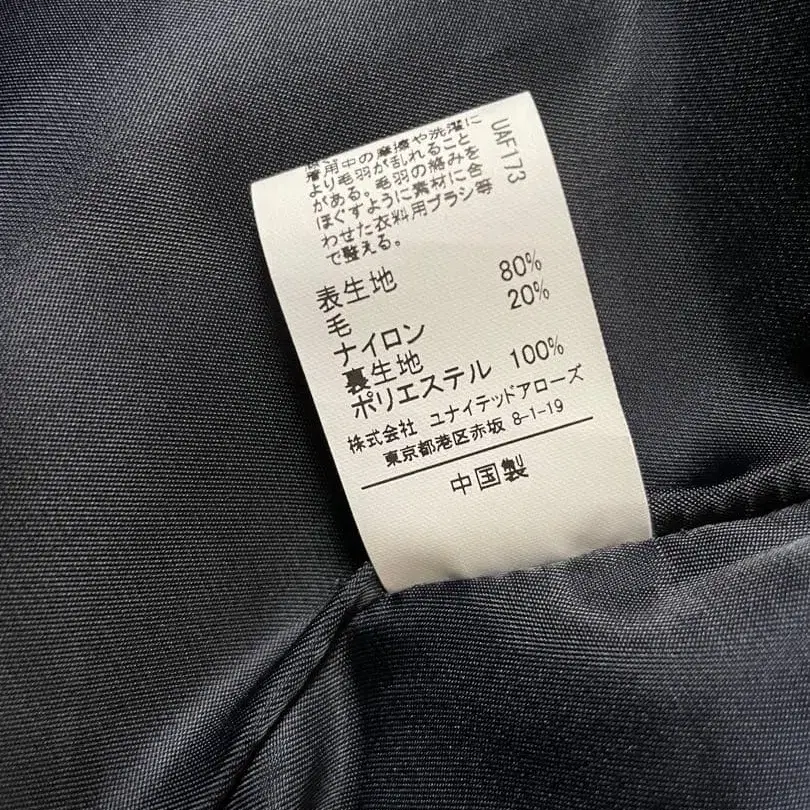 着用中の摩擦や洗濯に
より毛羽が乱れること
がある。毛羽の絡みを
ほぐすように素材に合
わせた衣料用ブラシ等
で整える。
UAF173
表生地
毛 80%
ナイロン 20%
裏生地
ポリエステル 100%
株式会社 ユナイテッドアローズ
東京都港区赤坂 8-1-19
中国製